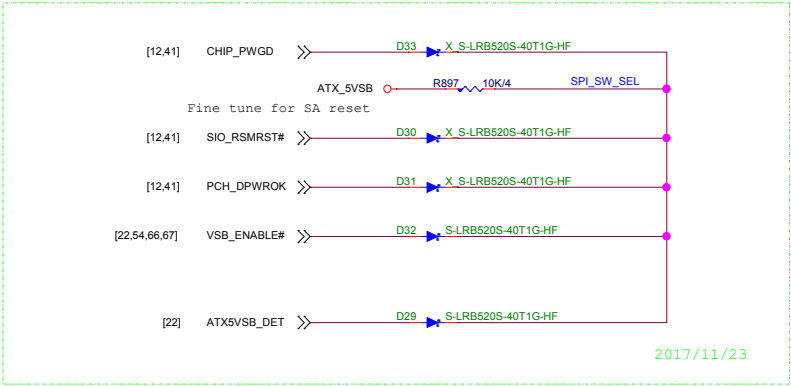 [12,41] CHIP_PWGD D33 X_S-LRB520S-40T1G-HF
ATX_5VSB R897 10K/4 SPI_SW_SEL
Fine tune for SA reset
[12,41] SIO_RSMRST# D30 X_S-LRB520S-40T1G-HF
[12,41] PCH_DPWROK D31 X_S-LRB520S-40T1G-HF
[22,54,66,67] VSB_ENABLE# D32 S-LRB520S-40T1G-HF
[22] ATX5VSB_DET D29 S-LRB520S-40T1G-HF
2017/11/23